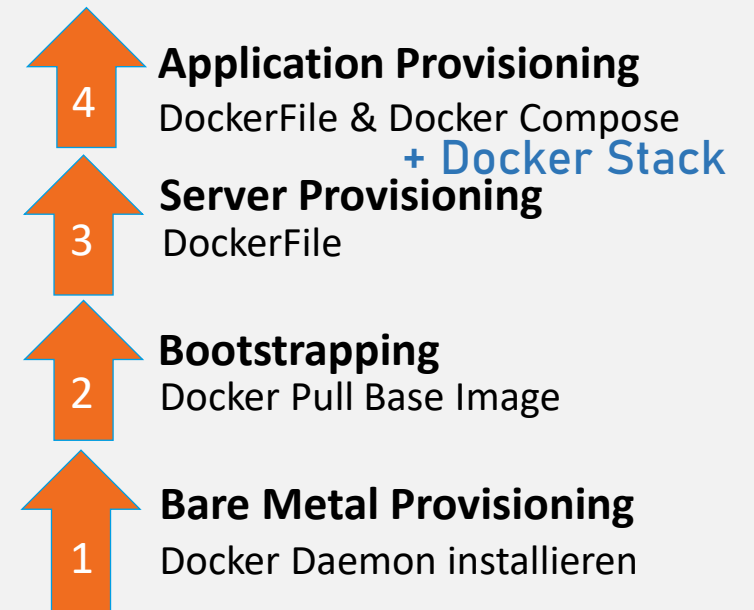 4
Application Provisioning
DockerFile & Docker Compose
+ Docker Stack
3
Server Provisioning
DockerFile
2
Bootstrapping
Docker Pull Base Image
1
Bare Metal Provisioning
Docker Daemon installieren